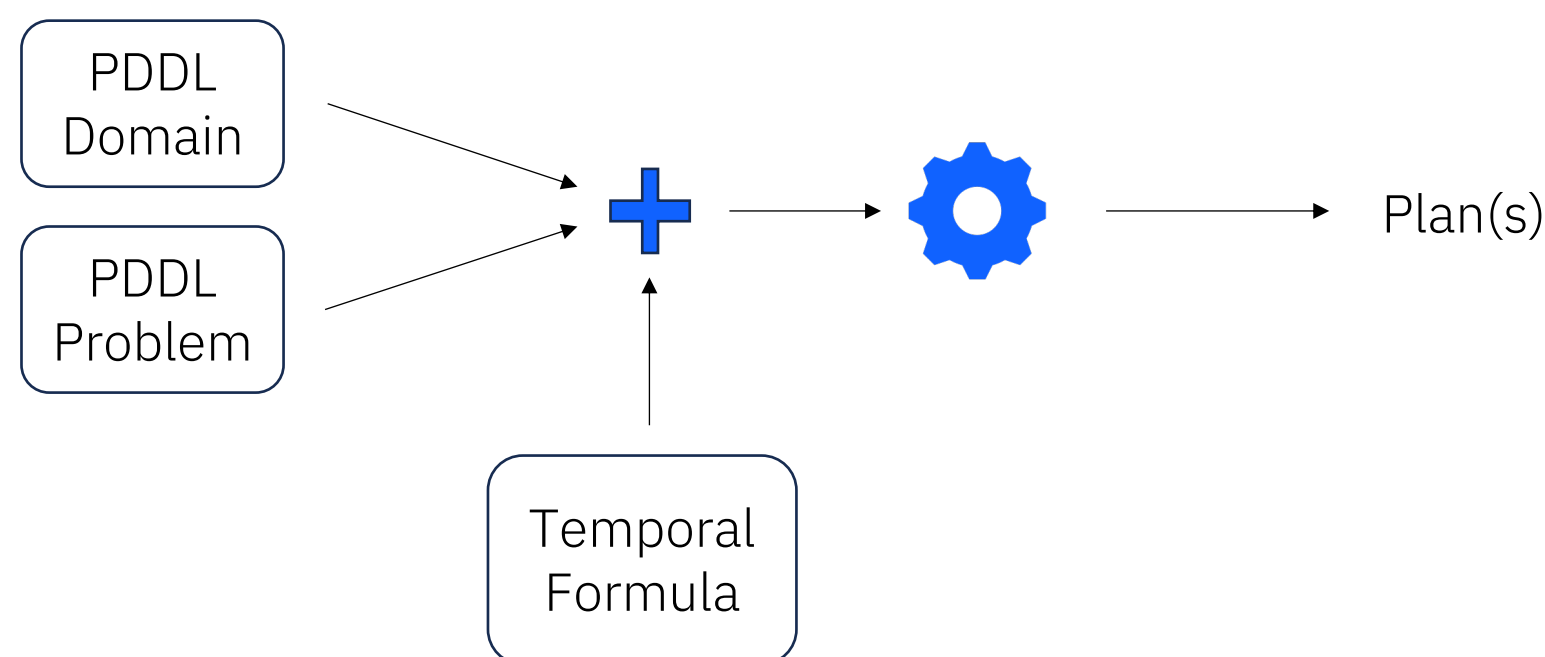 PDDL
Domain
PDDL
Problem
Plan(s)
Temporal
Formula